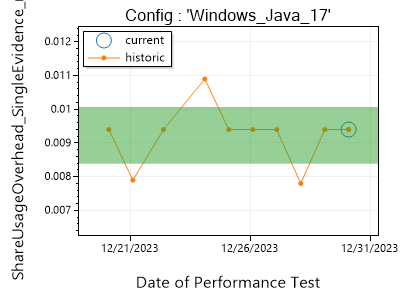 Config : 'Windows_Java_17'
current
historic
0.012
0.011
0.01
0.009
0.008
0.007
ShareUsageOverhead_SingleEvidence_
12/21/2023
12/26/2023
12/31/2023
Date of Performance Test